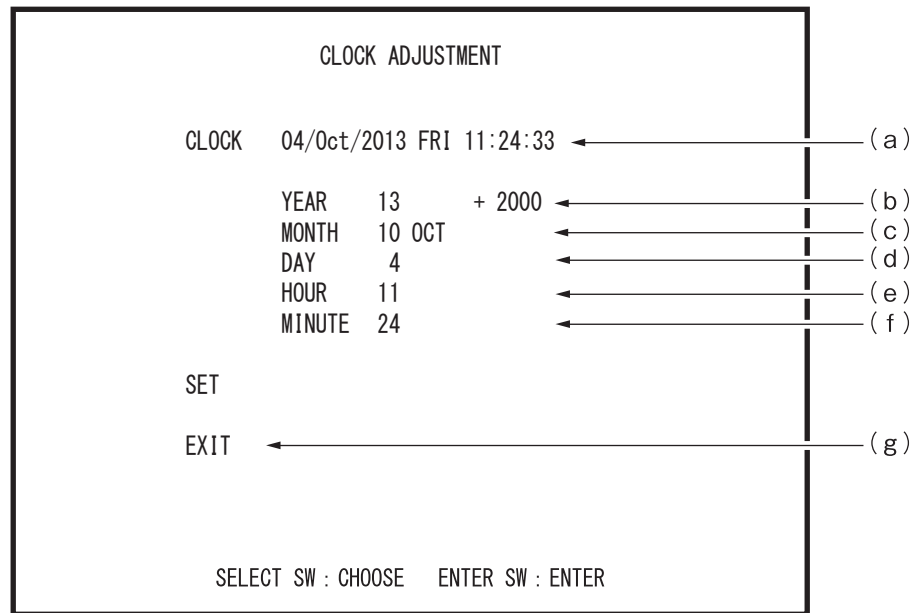 CLOCK ADJUSTMENT
CLOCK 04/Oct/2013 FRI 11:24:33 (a)
YEAR 13 + 2000 (b)
MONTH 10 OCT (c)
DAY 4 (d)
HOUR 11 (e)
MINUTE 24 (f)
SET
EXIT (g)
SELECT SW : CHOOSE ENTER SW : ENTER